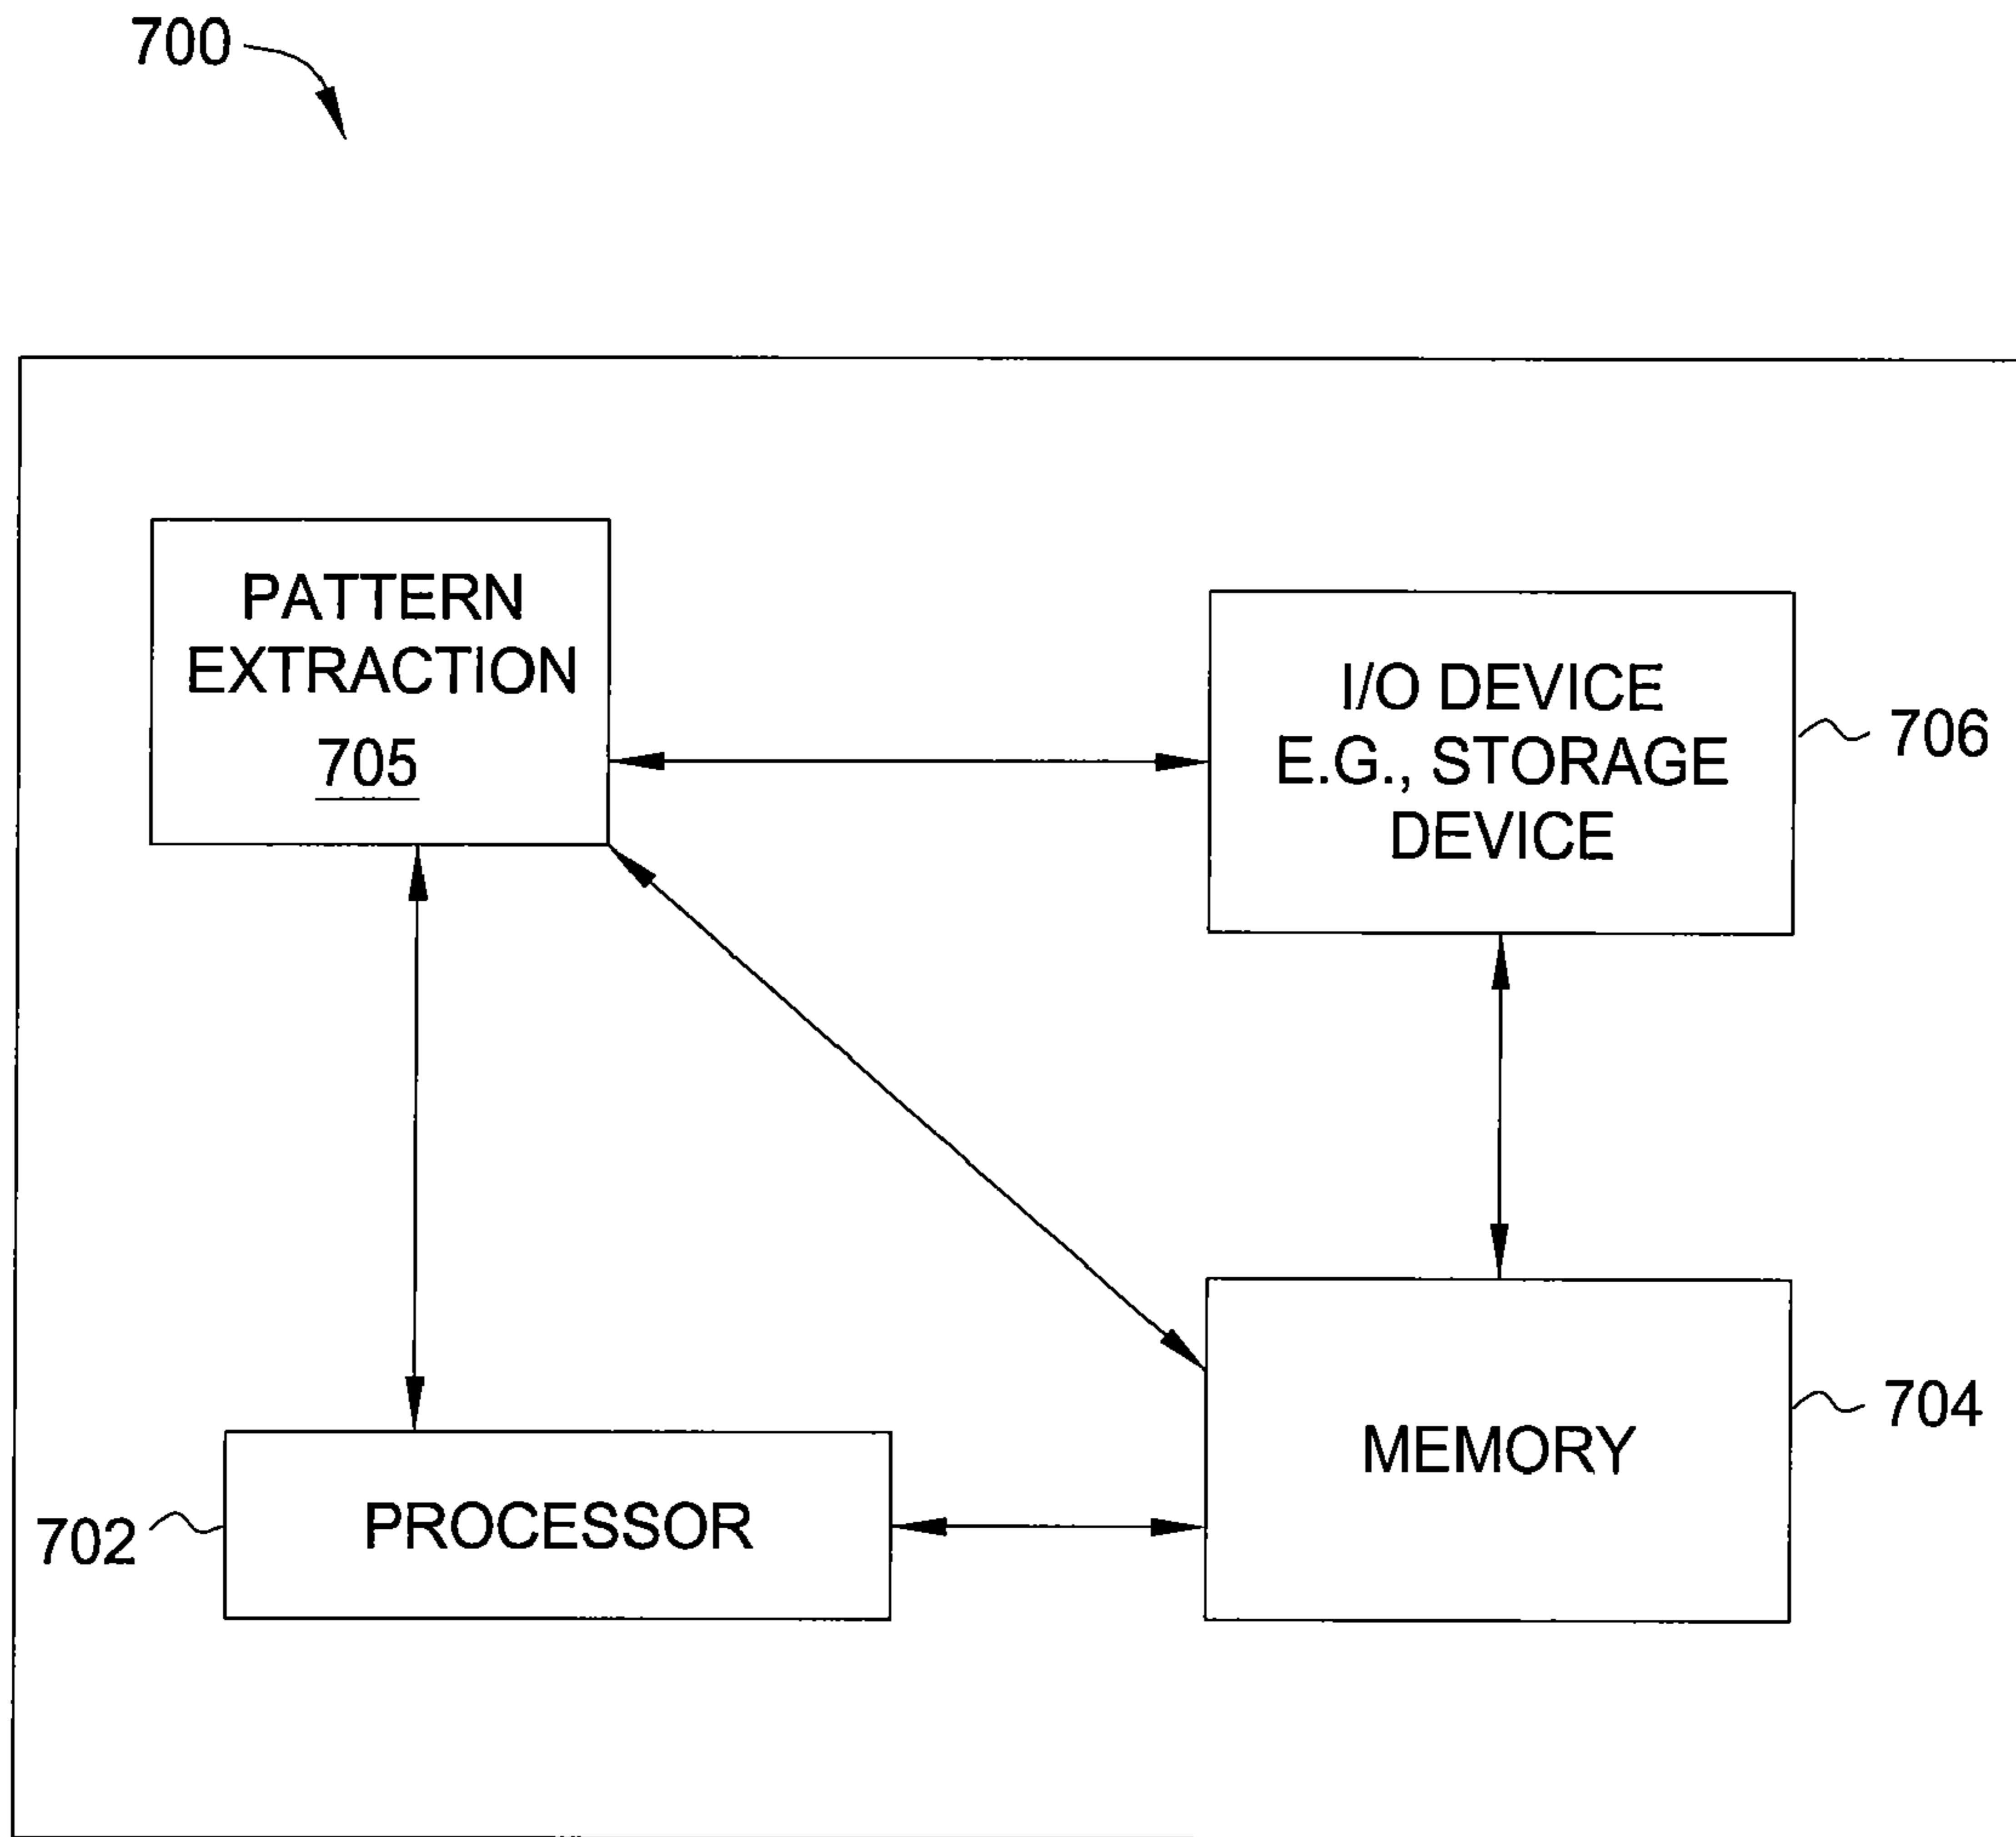 700
PATTERN
EXTRACTION
705
I/O DEVICE
E.G., STORAGE
DEVICE
706
MEMORY
704
PROCESSOR
702